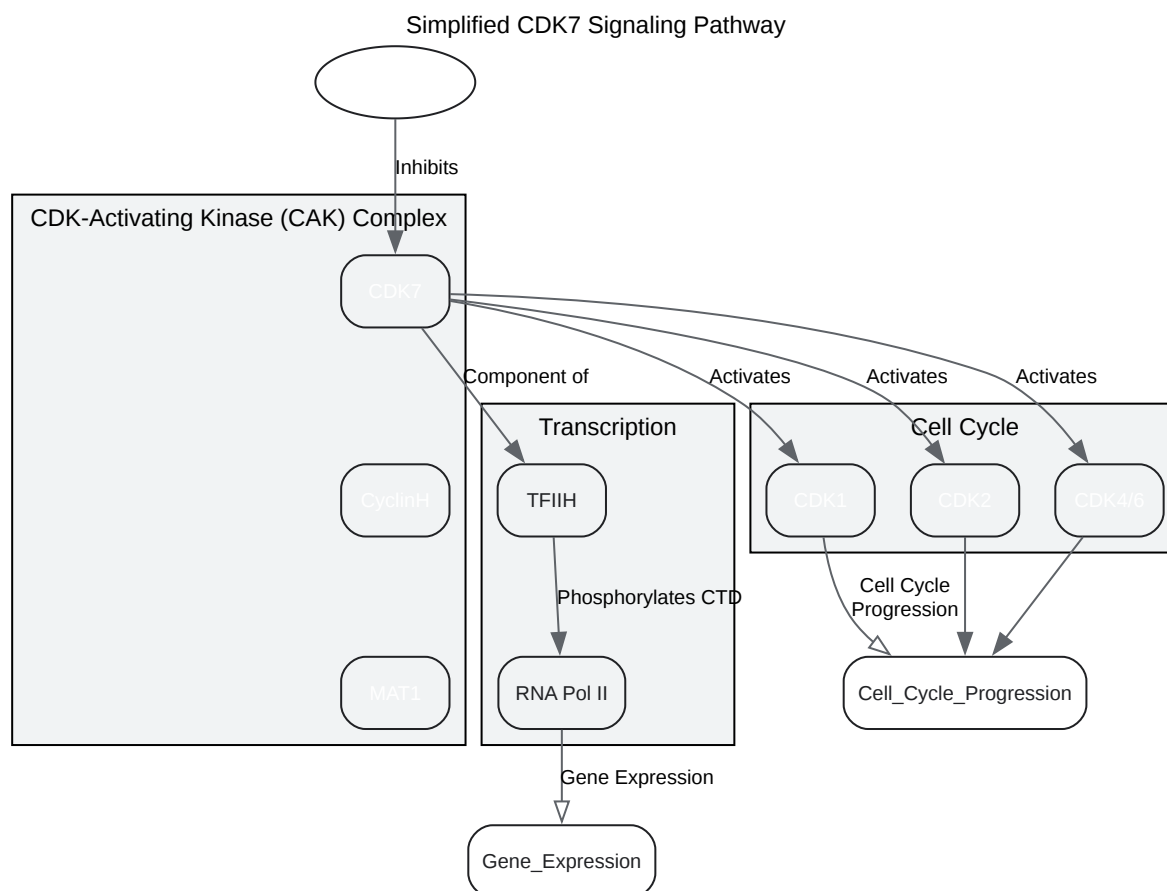 Simplified CDK7 Signaling Pathway
Inhibits
CDK-Activating Kinase (CAK) Complex
CDK7
Component of
Activates
Activates
Activates
Transcription
Cell Cycle
CyclinH
TFIIH
CDK1
CDK2
CDK4/6
Phosphorylates CTD
Cell Cycle
Progression
MAT1
RNA Pol II
Cell_Cycle_Progression
Gene Expression
Gene_Expression